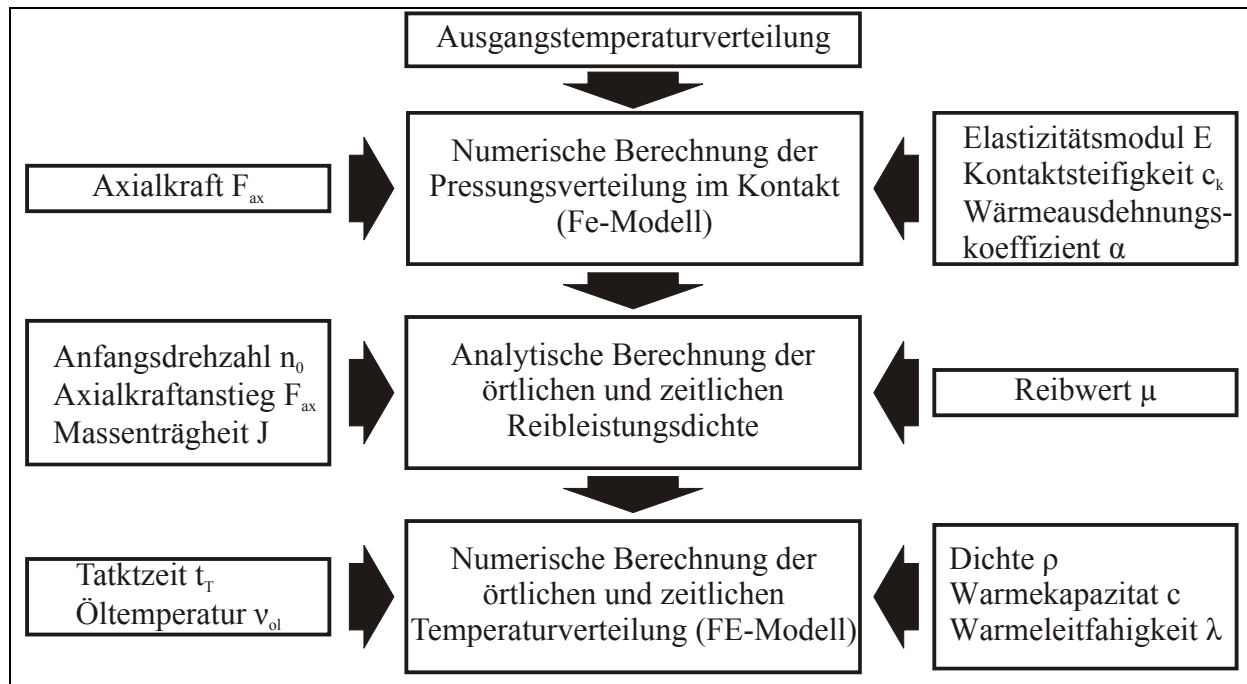 Ausgangstemperaturverteilung
Axialkraft F_ax
Numerische Berechnung der
Pressungsverteilung im Kontakt
(Fe-Modell)
Elastizitätsmodul E
Kontaktsteifigkeit c_k
Wärmeausdehnungs-
koeffizient α
Anfangsdrehzahl n_0
Axialkraftanstieg F_ax
Massenträgheit J
Analytische Berechnung der
örtlichen und zeitlichen
Reibleistungsdichte
Reibwert μ
Tatktzeit t_T
Öltemperatur ν_ol
Numerische Berechnung der
örtlichen und zeitlichen
Temperaturverteilung (FE-Modell)
Dichte ρ
Warmekapazitat c
Warmeleitfahigkeit λ